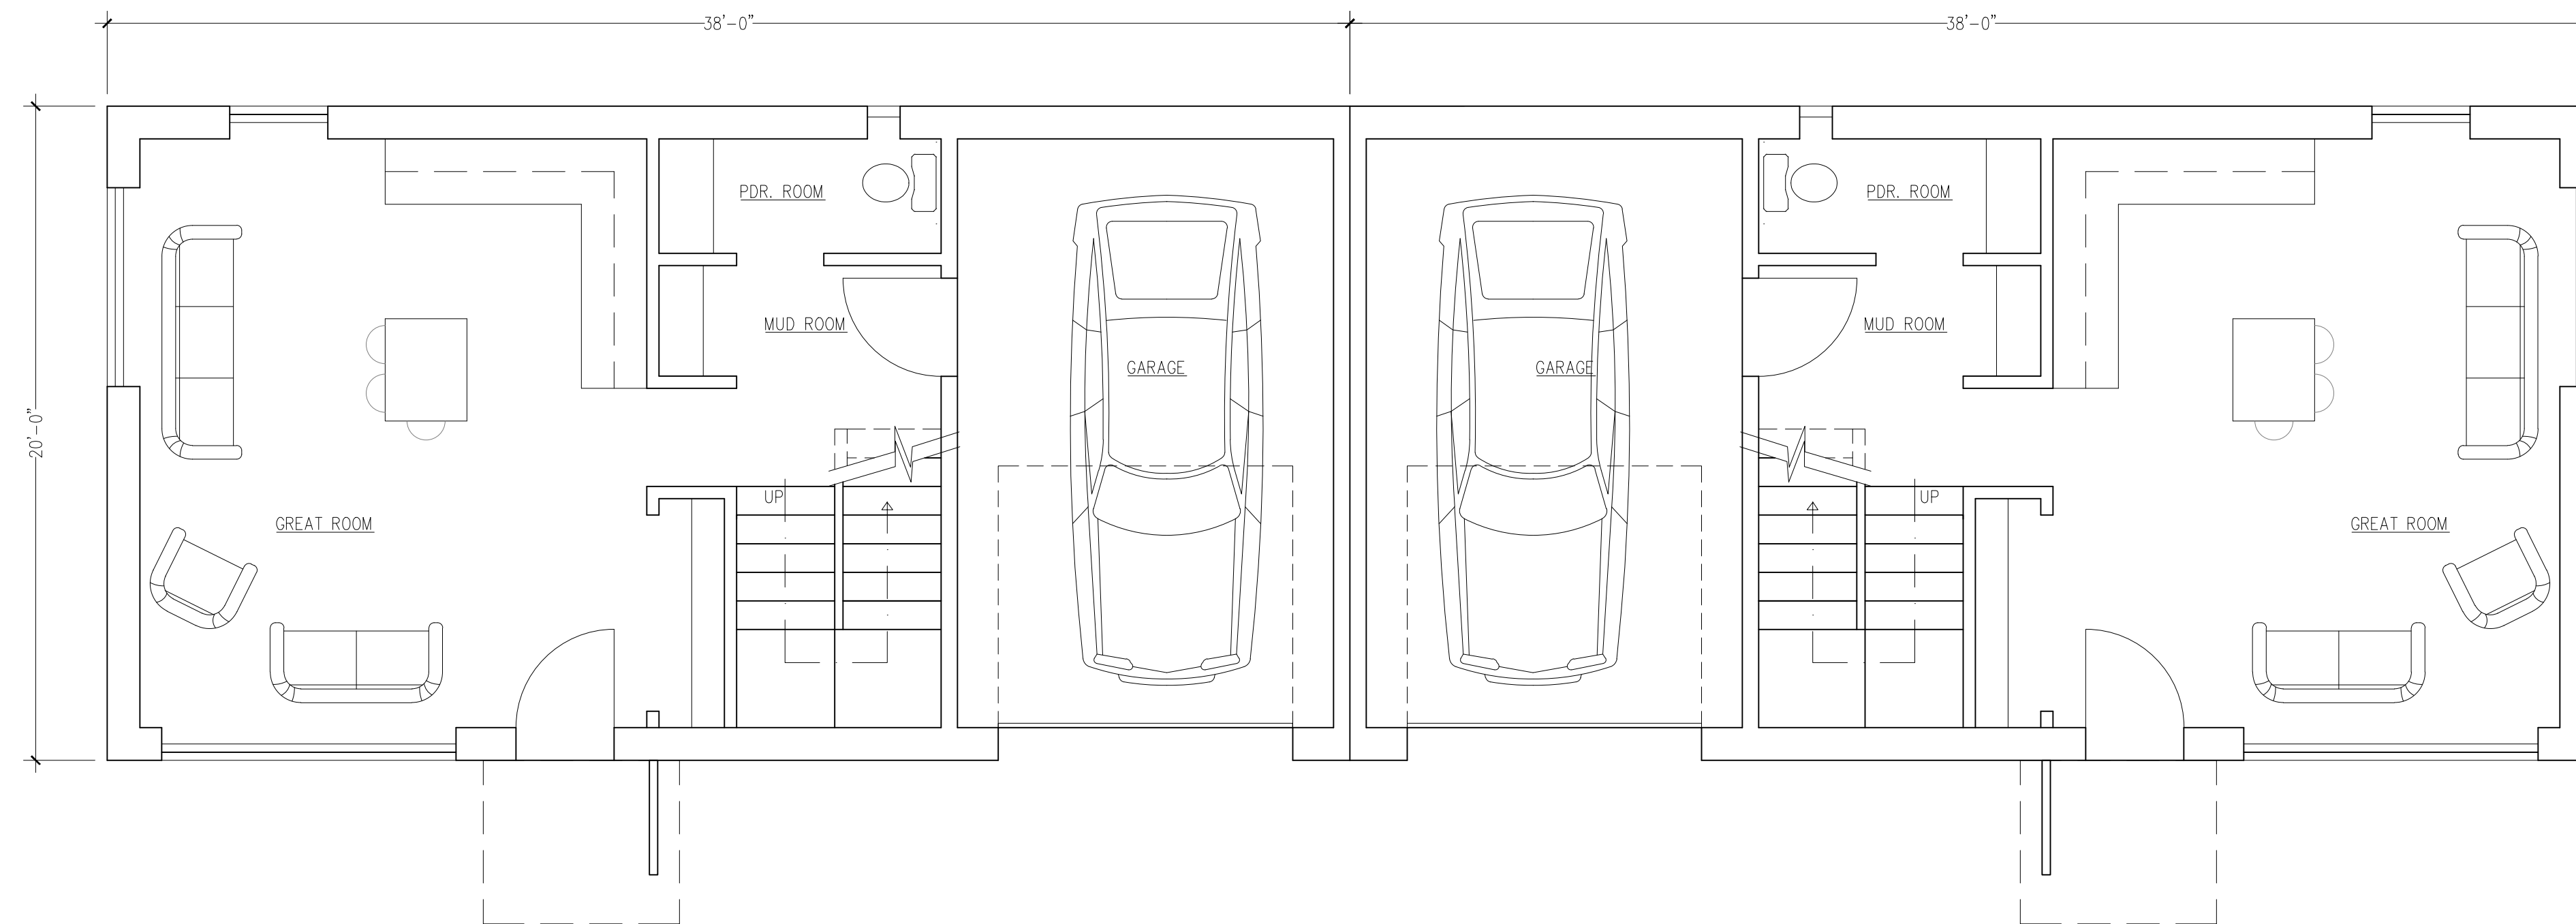 38'-0"
38'-0"
20'-0"
PDR. ROOM
PDR. ROOM
MUD ROOM
MUD ROOM
GARAGE
GARAGE
UP
UP
GREAT ROOM
GREAT ROOM